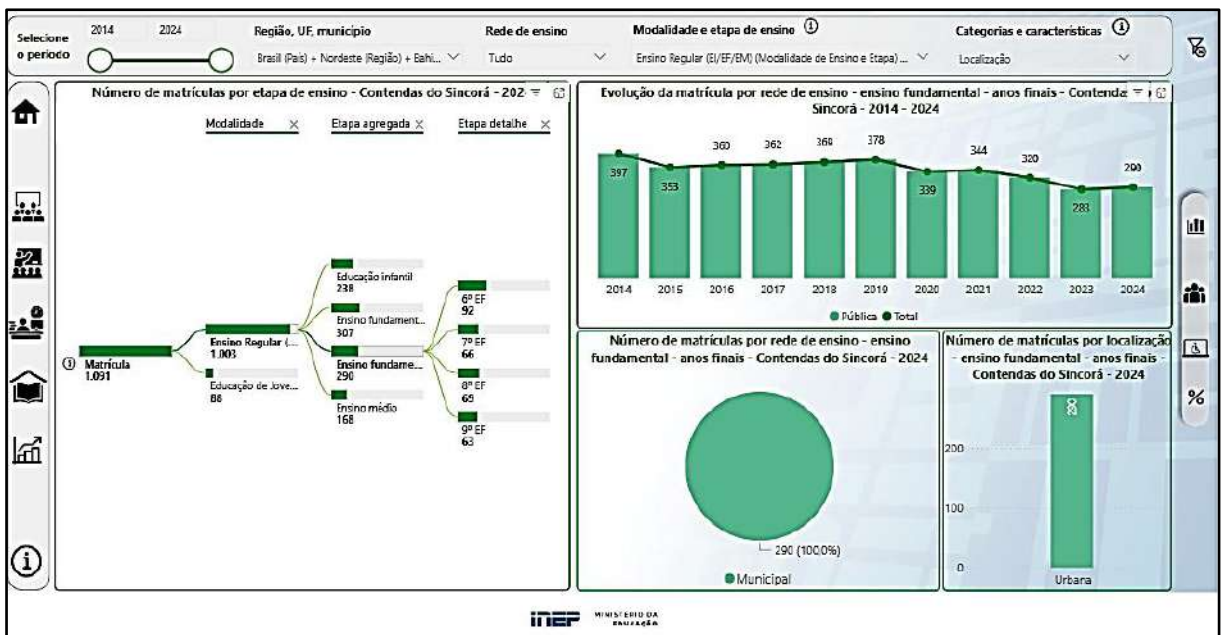 Selecione o periodo
2014 2024
Região, UF, município
Brasil (País) + Nordeste (Região) + Bahi...
Rede de ensino
Tudo
Modalidade e etapa de ensino
Ensino Regular (EI/EF/EM) (Modalidade de Ensino e Etapa) ...
Categorias e características
Localização
Número de matrículas por etapa de ensino - Contendas do Sincorá - 202
Modalidade
Etapa agregada
Etapa detalhe
Matrícula
1.091
Ensino Regular (...
1.003
Educação de Jove...
88
Educação infantil
238
Ensino fundament...
307
Ensino fundame...
290
Ensino médio
168
6º EF
92
7º EF
66
8º EF
69
9º EF
63
Evolução da matrícula por rede de ensino - ensino fundamental - anos finais - Contendas
Sincorá - 2014 - 2024
397 353 360 362 369 378 339 344 320 283 290
2014 2015 2016 2017 2018 2019 2020 2021 2022 2023 2024
Pública Total
Número de matrículas por rede de ensino - ensino
fundamental - anos finais - Contendas do Sincorá - 2024
290 (100,0%)
Municipal
Número de matrículas por localização
- ensino fundamental - anos finais -
Contendas do Sincorá - 2024
290
200
100
0
Urbana
%
inep
MINISTÉRIO DA
EDUCAÇÃO